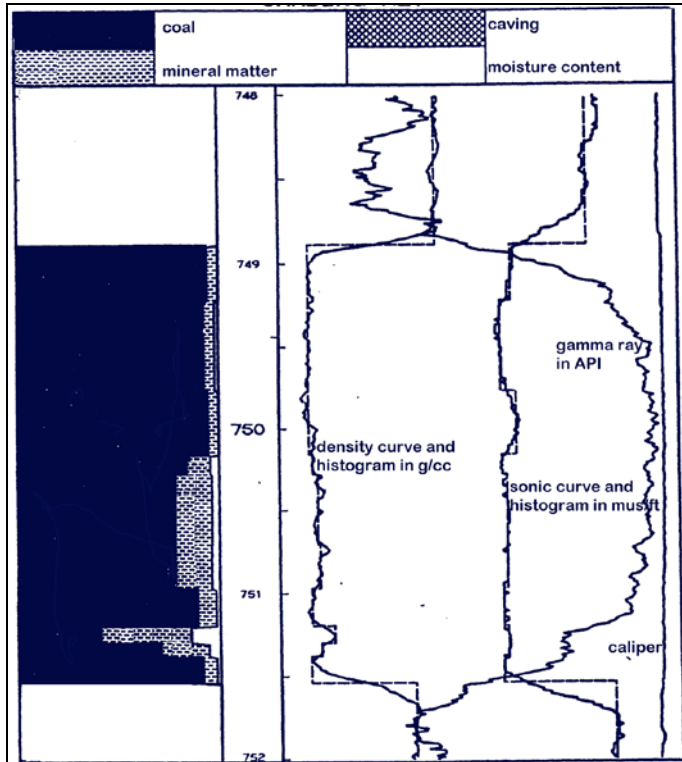 coal
caving
mineral matter
moisture content
748
749
gamma ray
in API
750
density curve and
histogram in g/cc
sonic curve and
histogram in mus/ft
751
caliper
752